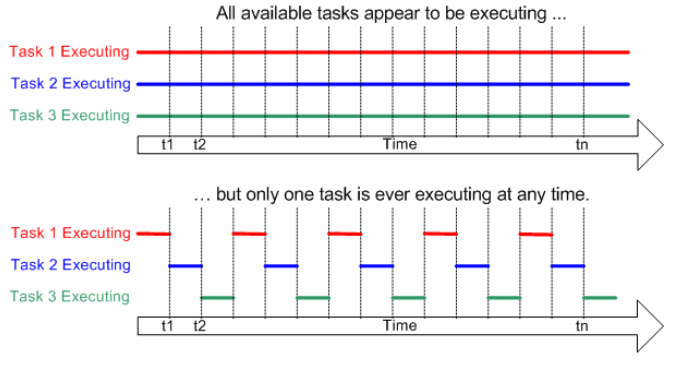 All available tasks appear to be executing ...
Task 1 Executing
Task 2 Executing
Task 3 Executing
t1 t2 Time tn
... but only one task is ever executing at any time.
Task 1 Executing
Task 2 Executing
Task 3 Executing
t1 t2 Time tn